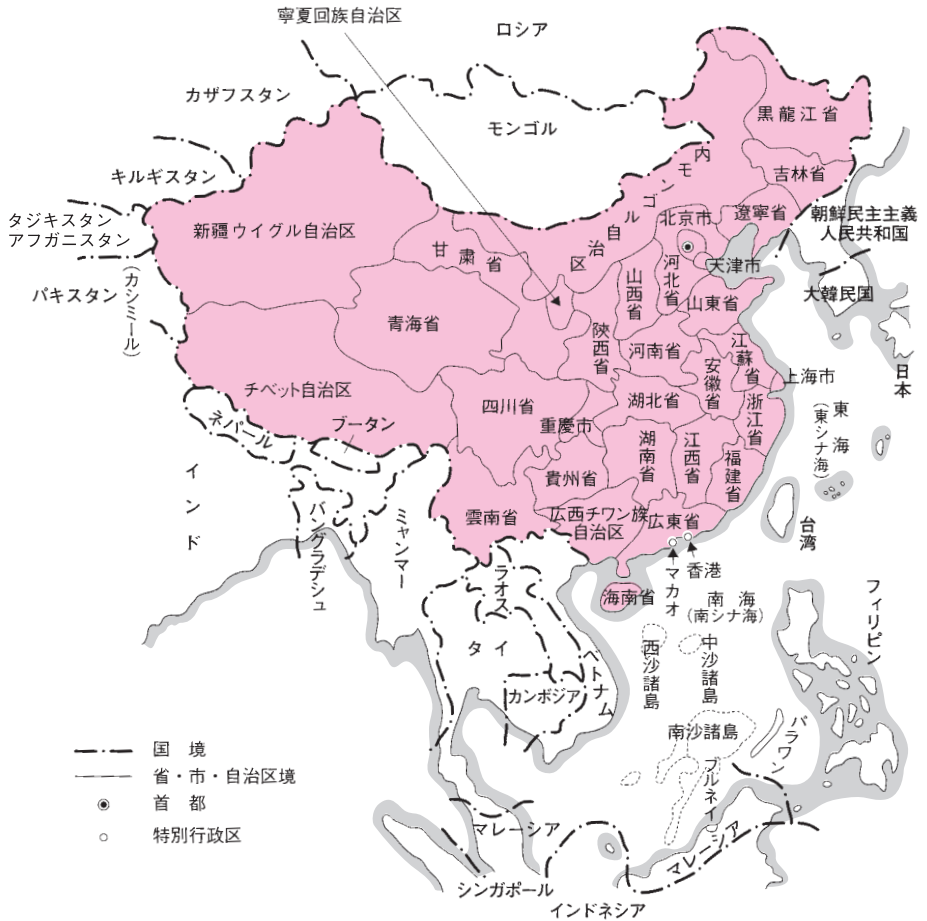 寧夏回族自治区
ロシア
カザフスタン
モンゴル
黒龍江省
内モンゴル自治区
吉林省
キルギスタン
新疆ウイグル自治区
タジキスタン
アフガニスタン
北京市
遼寧省
朝鮮民主主義
人民共和国
甘粛省
天津市
パキスタン
(カシミール)
河北省
山西省
大韓民国
山東省
青海省
陝西省
河南省
江蘇省
安徽省
上海市
日本
チベット自治区
四川省
湖北省
浙江省
東海
(東シナ海)
重慶市
ネパール
ブータン
湖南省
江西省
福建省
インド
貴州省
雲南省
広西チワン族
自治区
広東省
台湾
バングラデシュ
ミャンマー
ラオス
香港
マカオ
海南省
南海
(南シナ海)
フィリピン
タイ
ベトナム
西沙諸島
中沙諸島
カンボジア
南沙諸島
パラワン
ブルネイ
国境
省・市・自治区境
首都
特別行政区
マレーシア
マレーシア
シンガポール
インドネシア